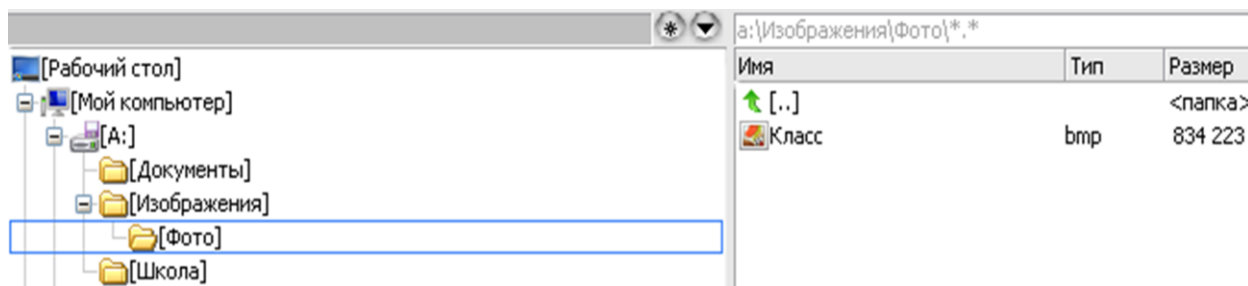 а:\Изображения\Фото\*.*
[Рабочий стол]
[Мой компьютер]
[A:]
[Документы]
[Изображения]
[Фото]
[Школа]
Имя Тип Размер
[..] <папка>
Класс bmp 834 223